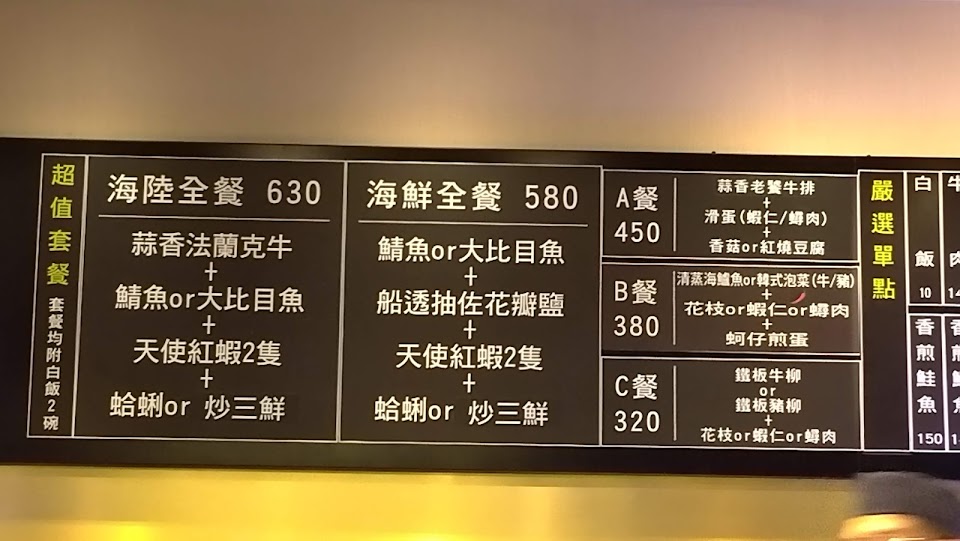 超值套餐
套餐均附白飯2碗
海陸全餐 630
蒜香法蘭克牛
+
鯖魚or大比目魚
+
天使紅蝦2隻
+
蛤蜊or 炒三鮮
海鮮全餐 580
鯖魚or大比目魚
+
船透抽佐花瓣鹽
+
天使紅蝦2隻
+
蛤蜊or 炒三鮮
A餐
450
蒜香老饕牛排
+
滑蛋(蝦仁/蟳肉)
+
香菇or紅燒豆腐
B餐
380
清蒸海鱸魚or韓式泡菜(牛/豬)
+
花枝or蝦仁or蟳肉
+
蚵仔煎蛋
C餐
320
鐵板牛柳
or
鐵板豬柳
+
花枝or蝦仁or蟳肉
嚴選單點
白飯
10
香煎鮭魚
150